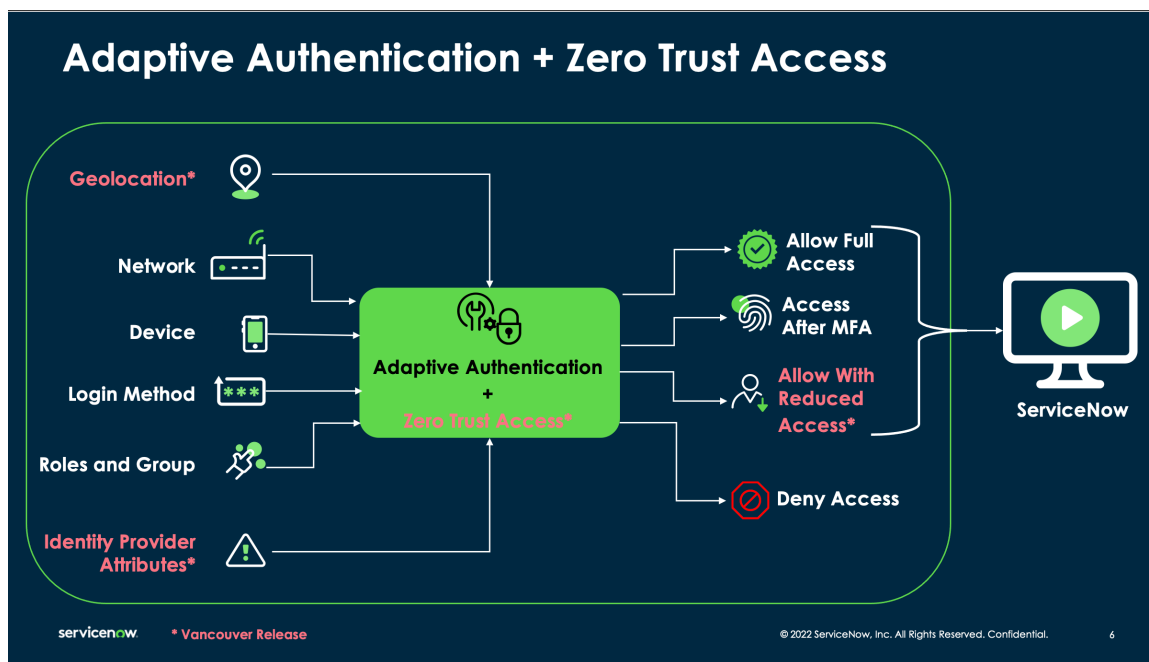 Adaptive Authentication + Zero Trust Access
Geolocation*
Network
Device
Login Method
***
Roles and Group
Identity Provider
Attributes*
Adaptive Authentication
+
Zero Trust Access*
Allow Full
Access
Access
After MFA
Allow With
Reduced
Access*
Deny Access
ServiceNow
servicenow.
* Vancouver Release
© 2022 ServiceNow, Inc. All Rights Reserved. Confidential.
6